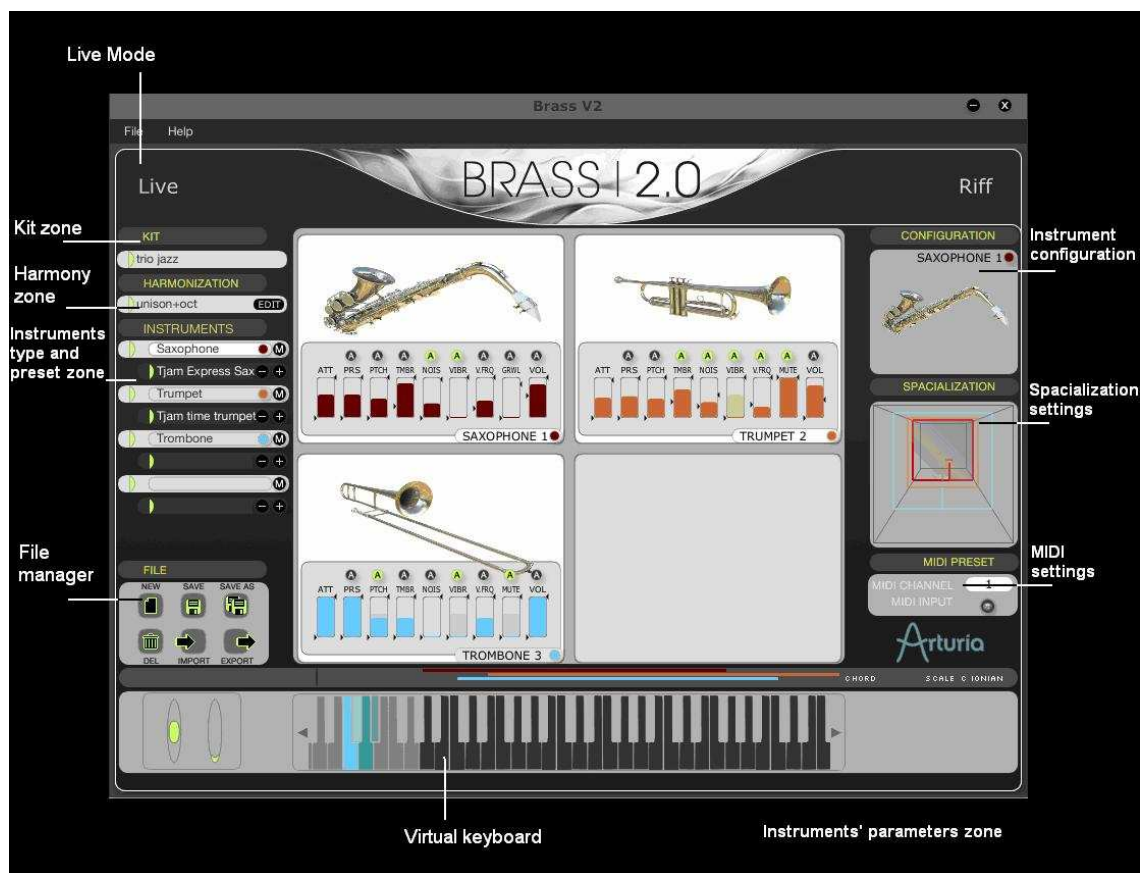 Live Mode
Brass V2
File Help
Live
BRASS | 2.0
Riff
Kit zone
KIT
trio jazz
Harmony
zone
HARMONIZATION
unison+oct EDIT
Instruments
type and
preset zone
INSTRUMENTS
Saxophone M
Tjam Express Sax - +
Trumpet M
Tjam time trumpet - +
Trombone M
- +
M
- +
A A A A A A A A
ATT PRS PTCH TMBR NOIS VIBR V.FRQ GRWL VOL
SAXOPHONE 1
A A A A A A A A
ATT PRS PTCH TMBR NOIS VIBR V.FRQ MUTE VOL
TRUMPET 2
A A A A A A A A
ATT PRS PTCH TMBR NOIS VIBR V.FRQ MUTE VOL
TROMBONE 3
CONFIGURATION
SAXOPHONE 1
Instrument
configuration
SPACIALIZATION
Spacialization
settings
MIDI PRESET
MIDI CHANNEL 1
MIDI INPUT
MIDI
settings
Arturia
File
manager
FILE
NEW SAVE SAVE AS
DEL IMPORT EXPORT
CHORD SCALE C IONIAN
Virtual keyboard
Instruments' parameters zone